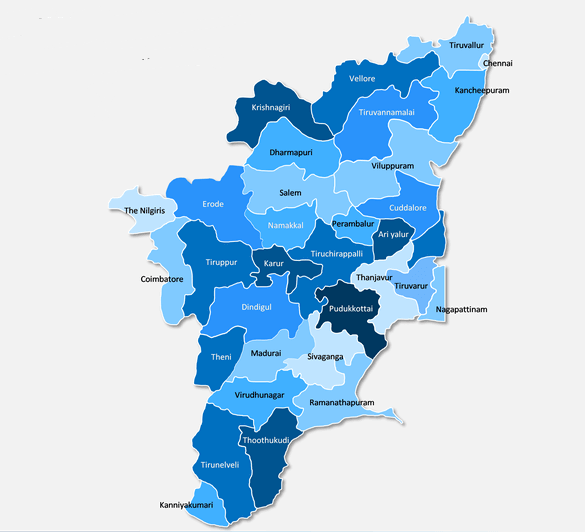 Tiruvallur
Chennai
Vellore
Kancheepuram
Krishnagiri
Tiruvannamalai
Dharmapuri
Viluppuram
Salem
The Nilgiris
Erode
Cuddalore
Namakkal
Perambalur
Ari yalur
Tiruppur
Karur
Tiruchirappalli
Coimbatore
Thanjavur
Tiruvarur
Dindigul
Pudukkottai
Nagapattinam
Theni
Madurai
Sivaganga
Virudhunagar
Ramanathapuram
Thoothukudi
Tirunelveli
Kanniyakumari